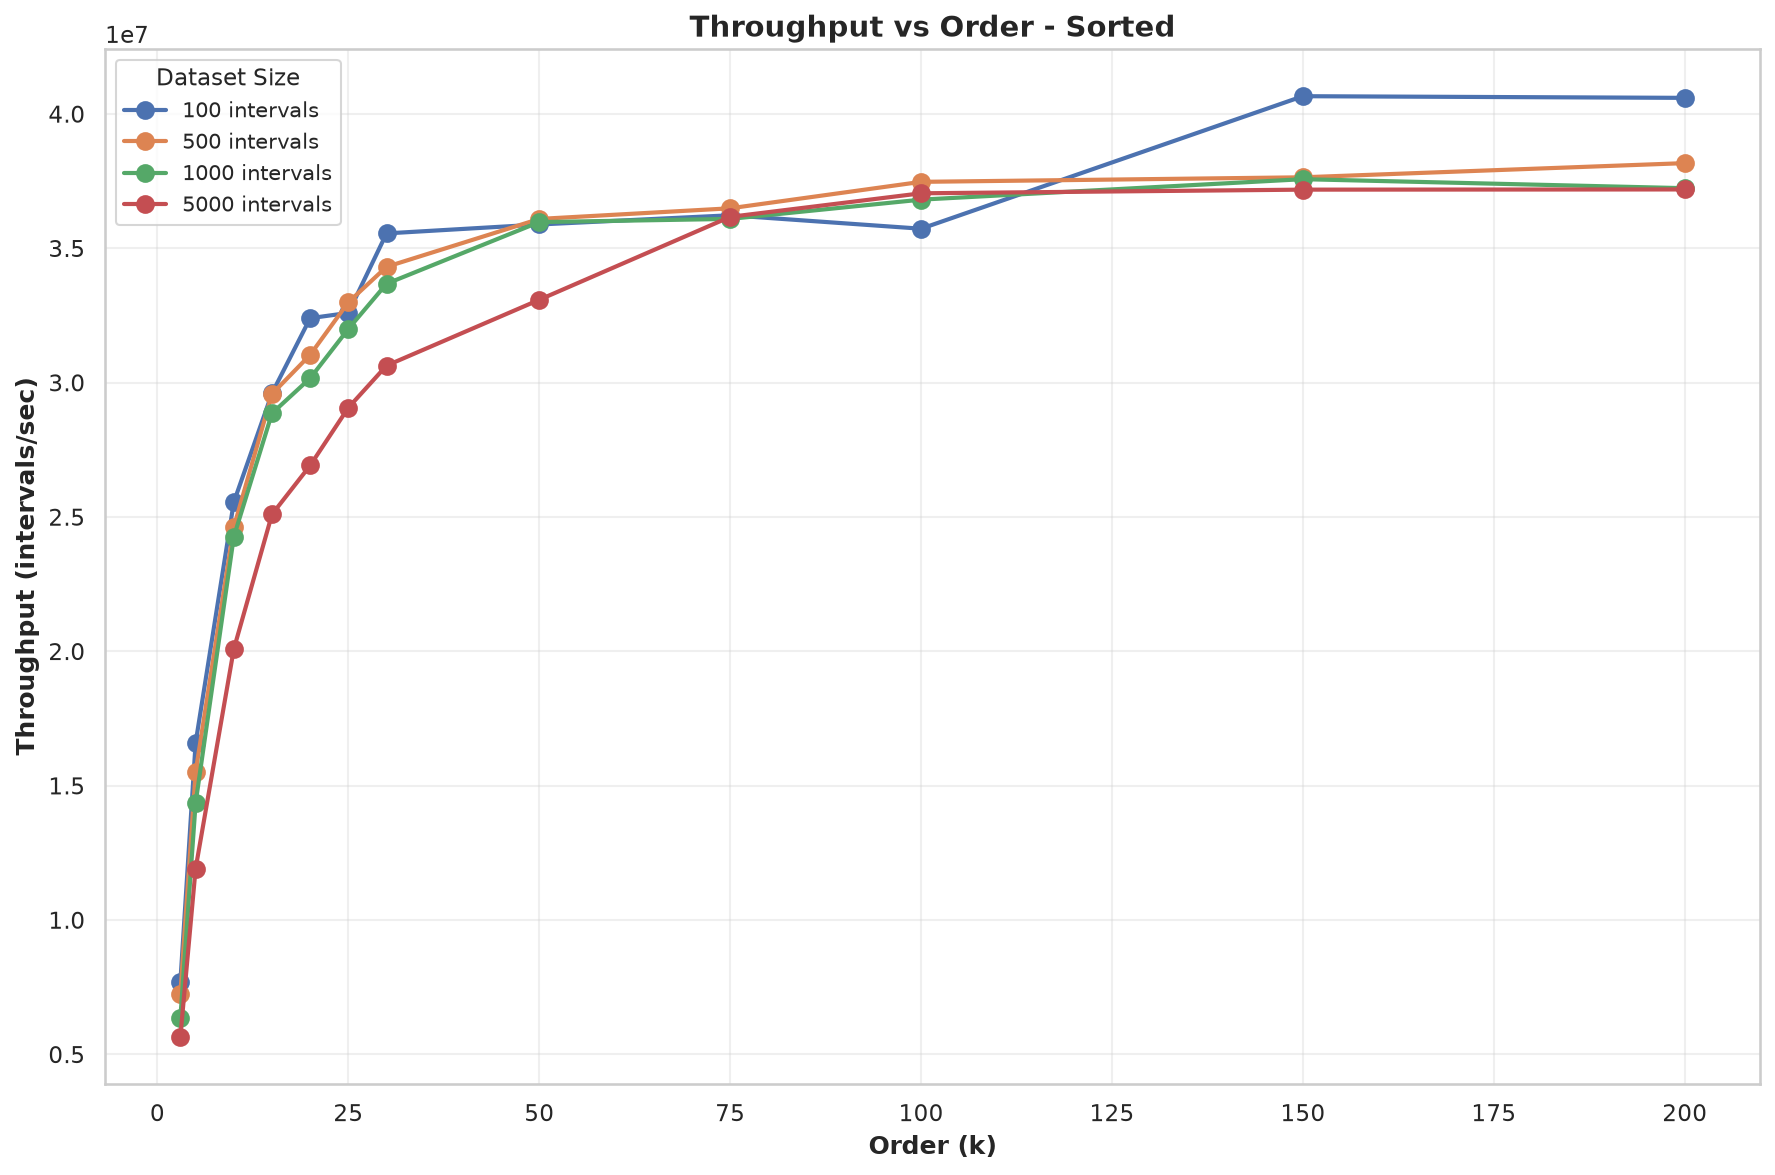 Throughput vs Order - Sorted
1e7
Dataset Size
100 intervals
500 intervals
1000 intervals
5000 intervals
4.0
3.5
3.0
2.5
2.0
1.5
1.0
0.5
Throughput (intervals/sec)
0 25 50 75 100 125 150 175 200
Order (k)